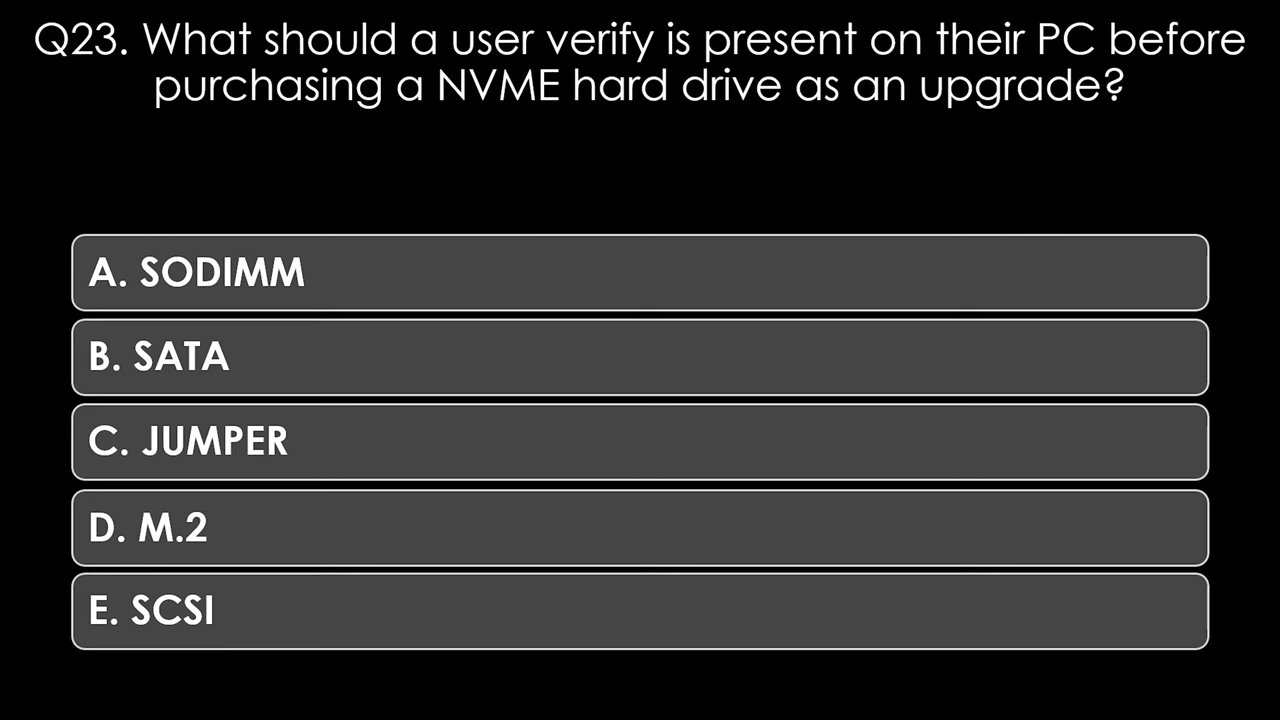 Q23. What should a user verify is present on their PC before
purchasing a NVME hard drive as an upgrade?
A. SODIMM
B. SATA
C. JUMPER
D. M.2
E. SCSI